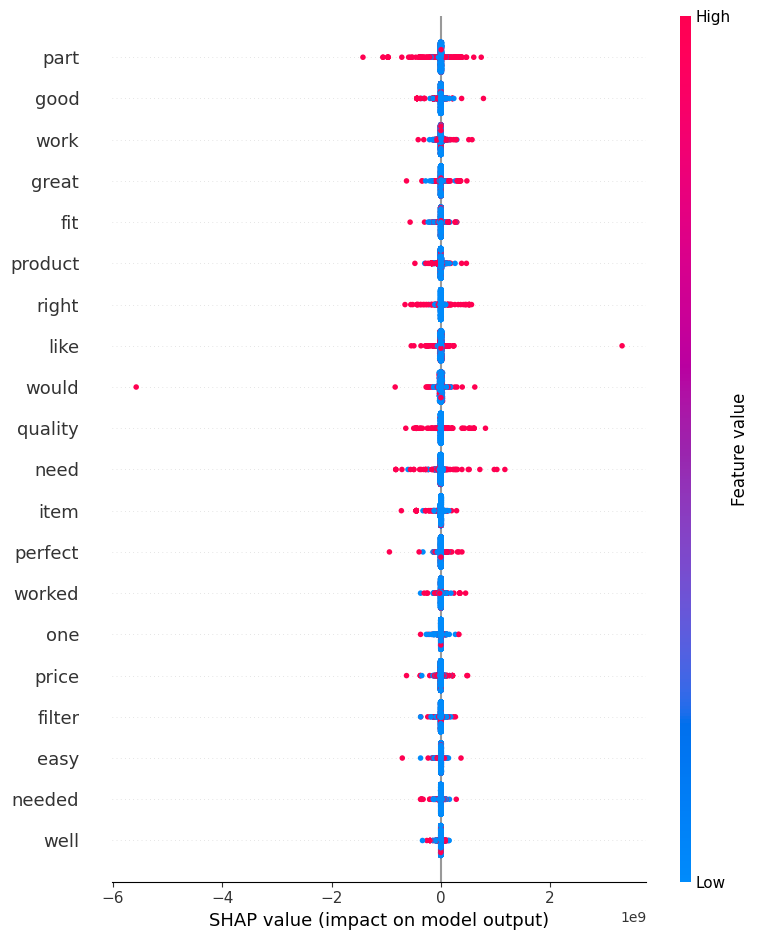 High
part
good
work
great
fit
product
right
like
would
quality
need
item
perfect
worked
one
price
filter
easy
needed
well
Feature value
Low
−6 −4 −2 0 2
1e9
SHAP value (impact on model output)